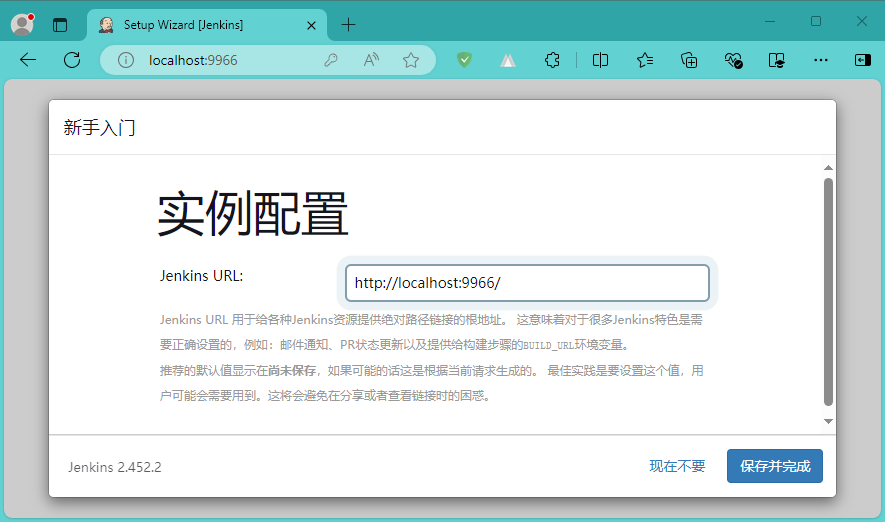 Setup Wizard [Jenkins]
localhost:9966
新手入门
实例配置
Jenkins URL:
http://localhost:9966/
Jenkins URL 用于给各种Jenkins资源提供绝对路径链接的根地址。 这意味着对于很多Jenkins特色是需
要正确设置的，例如：邮件通知、PR状态更新以及提供给构建步骤的BUILD_URL环境变量。
推荐的默认值显示在尚未保存，如果可能的话这是根据当前请求生成的。 最佳实践是要设置这个值，用
户可能会需要用到。这将会避免在分享或者查看链接时的困惑。
Jenkins 2.452.2
现在不要
保存并完成